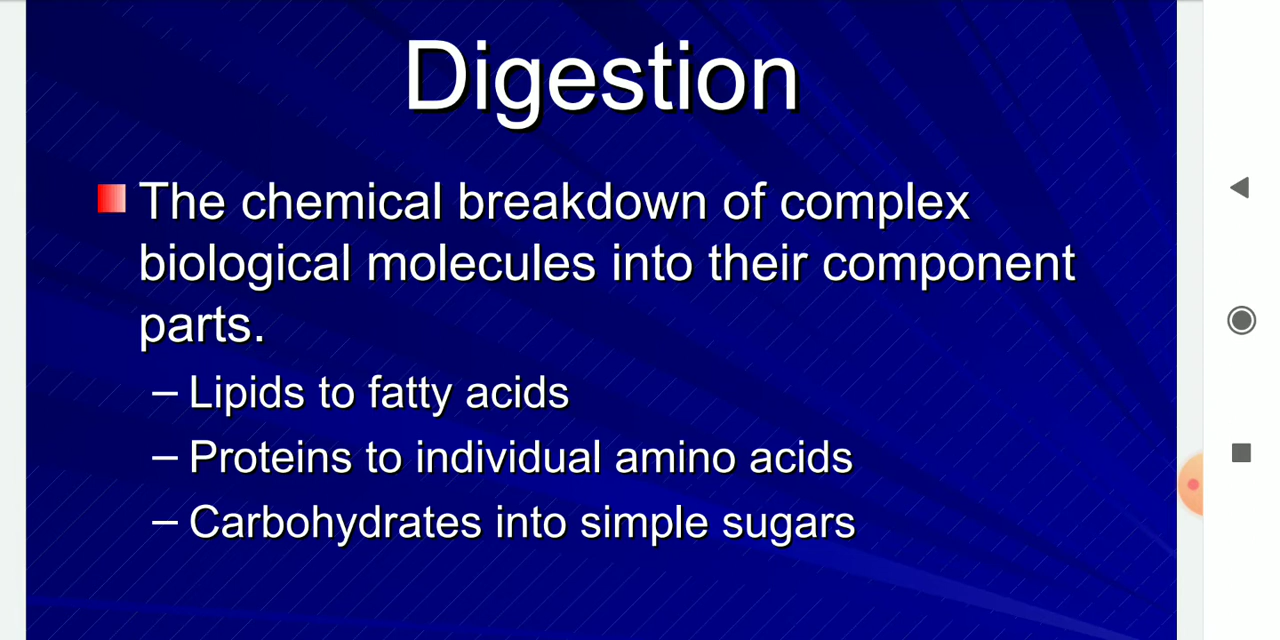 Digestion
The chemical breakdown of complex
biological molecules into their component
parts.
– Lipids to fatty acids
– Proteins to individual amino acids
– Carbohydrates into simple sugars